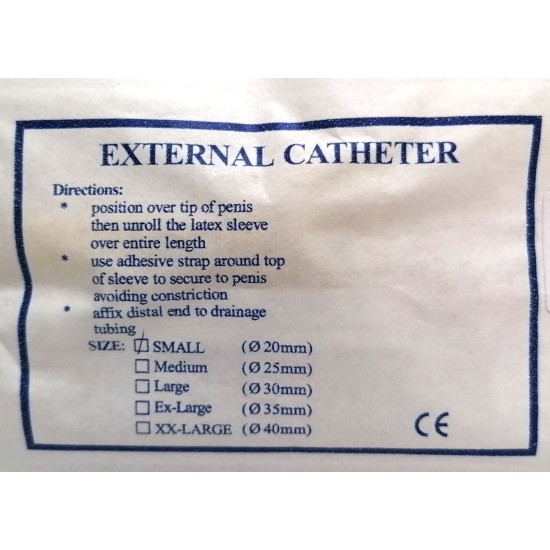 EXTERNAL CATHETER
Directions:
* position over tip of penis
then unroll the latex sleeve
over entire length
* use adhesive strap around top
of sleeve to secure to penis
avoiding constriction
* affix distal end to drainage
tubing
SIZE: ☑ SMALL (Ø 20mm)
☐ Medium (Ø 25mm)
☐ Large (Ø 30mm)
☐ Ex-Large (Ø 35mm)
☐ XX-LARGE (Ø 40mm)
CE